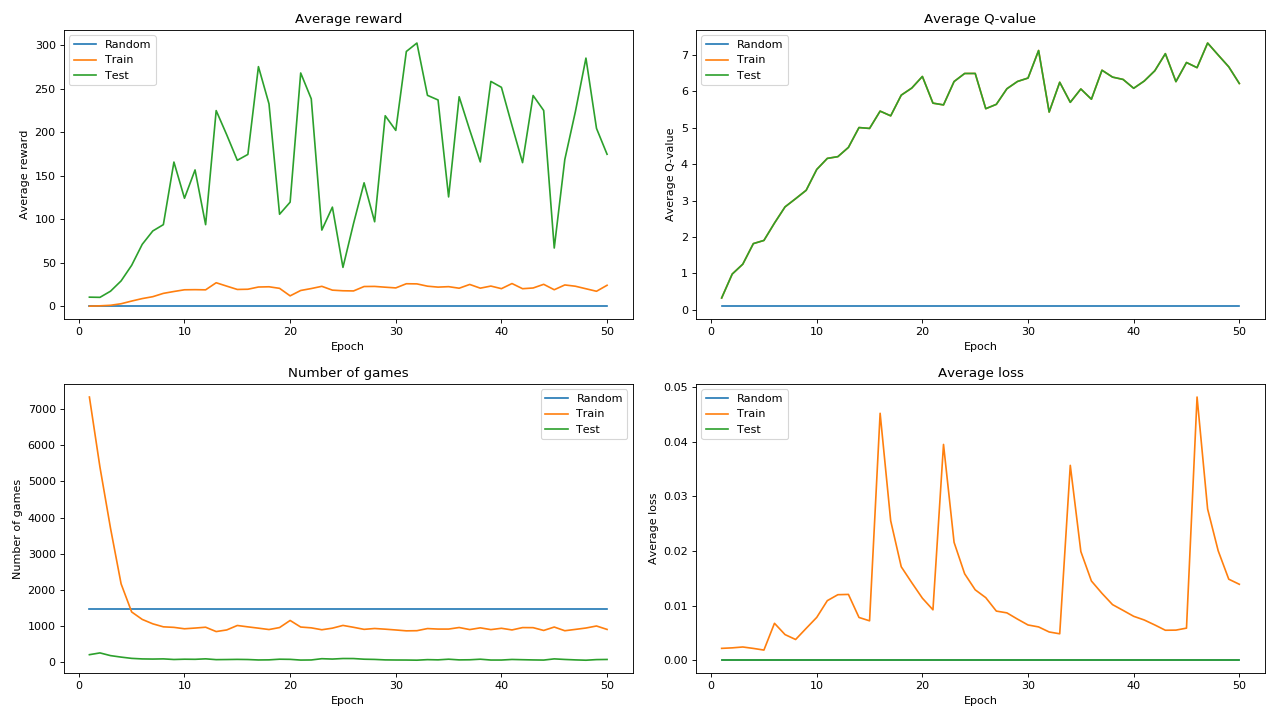 Average reward
Random
Train
Test
Average reward
300
250
200
150
100
50
0
0
10
20
30
40
50
Epoch
Average Q-value
Random
Train
Test
Average Q-value
7
6
5
4
3
2
1
0
0
10
20
30
40
50
Epoch
Number of games
Random
Train
Test
Number of games
7000
6000
5000
4000
3000
2000
1000
0
0
10
20
30
40
50
Epoch
Average loss
Random
Train
Test
Average loss
0.05
0.04
0.03
0.02
0.01
0.00
0
10
20
30
40
50
Epoch